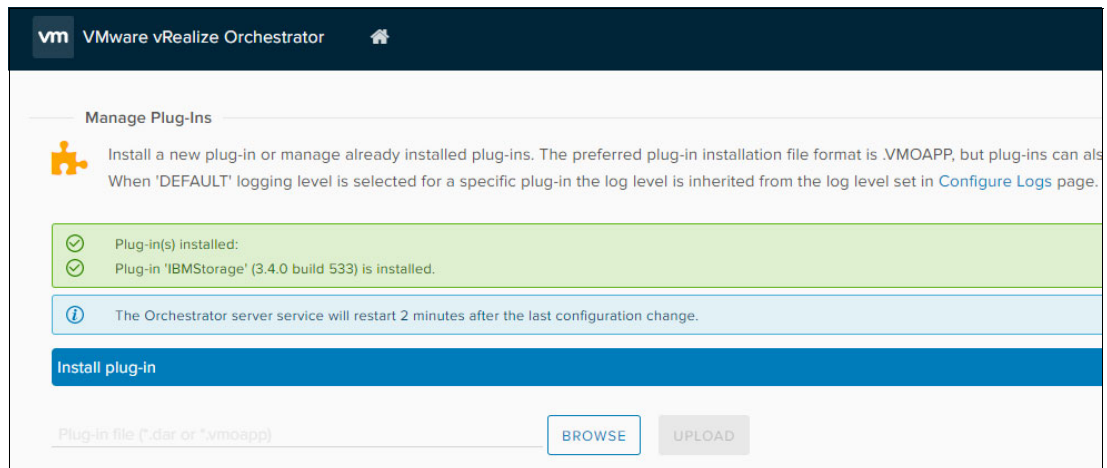 vm VMware vRealize Orchestrator
Manage Plug-Ins
Install a new plug-in or manage already installed plug-ins. The preferred plug-in installation file format is .VMOAPP, but plug-ins can als
When 'DEFAULT' logging level is selected for a specific plug-in the log level is inherited from the log level set in Configure Logs page.
Plug-in(s) installed:
Plug-in 'IBMStorage' (3.4.0 build 533) is installed.
The Orchestrator server service will restart 2 minutes after the last configuration change.
Install plug-in
Plug-in file (*.dar or *.vmoapp) BROWSE UPLOAD